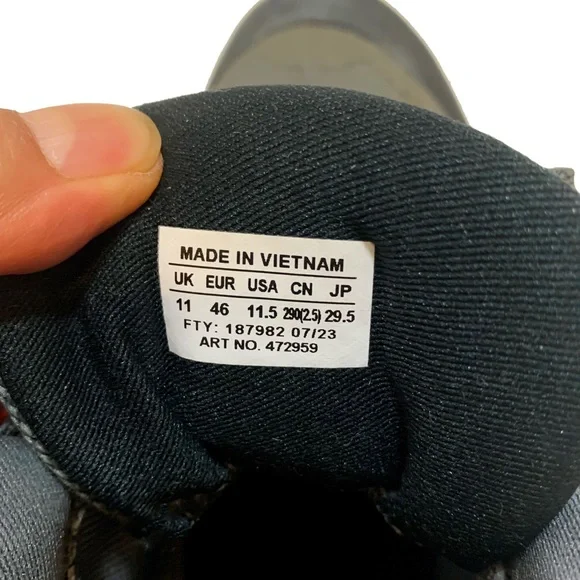 MADE IN VIETNAM
UK EUR USA CN JP
11 46 11.5 290(2.5) 29.5
FTY: 187982 07/23
ART NO. 472959